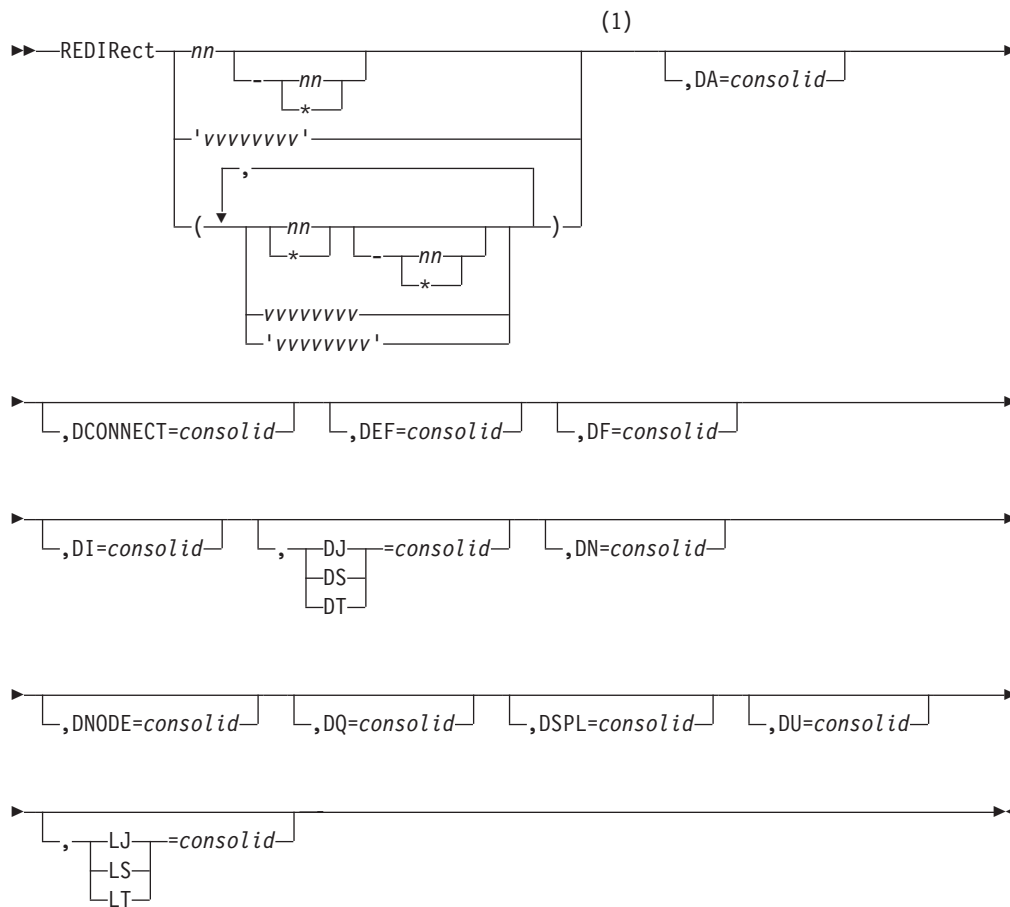 (1)
REDIRect nn ,DA=consolid
- nn
*
'vvvvvvvv'
,
( nn - nn )
* *
vvvvvvvv
'vvvvvvvv'
,DCONNECT=consolid ,DEF=consolid ,DF=consolid
,DI=consolid , DJ =consolid ,DN=consolid
DS
DT
,DNODE=consolid ,DQ=consolid ,DSPL=consolid ,DU=consolid
, LJ =consolid
LS
LT